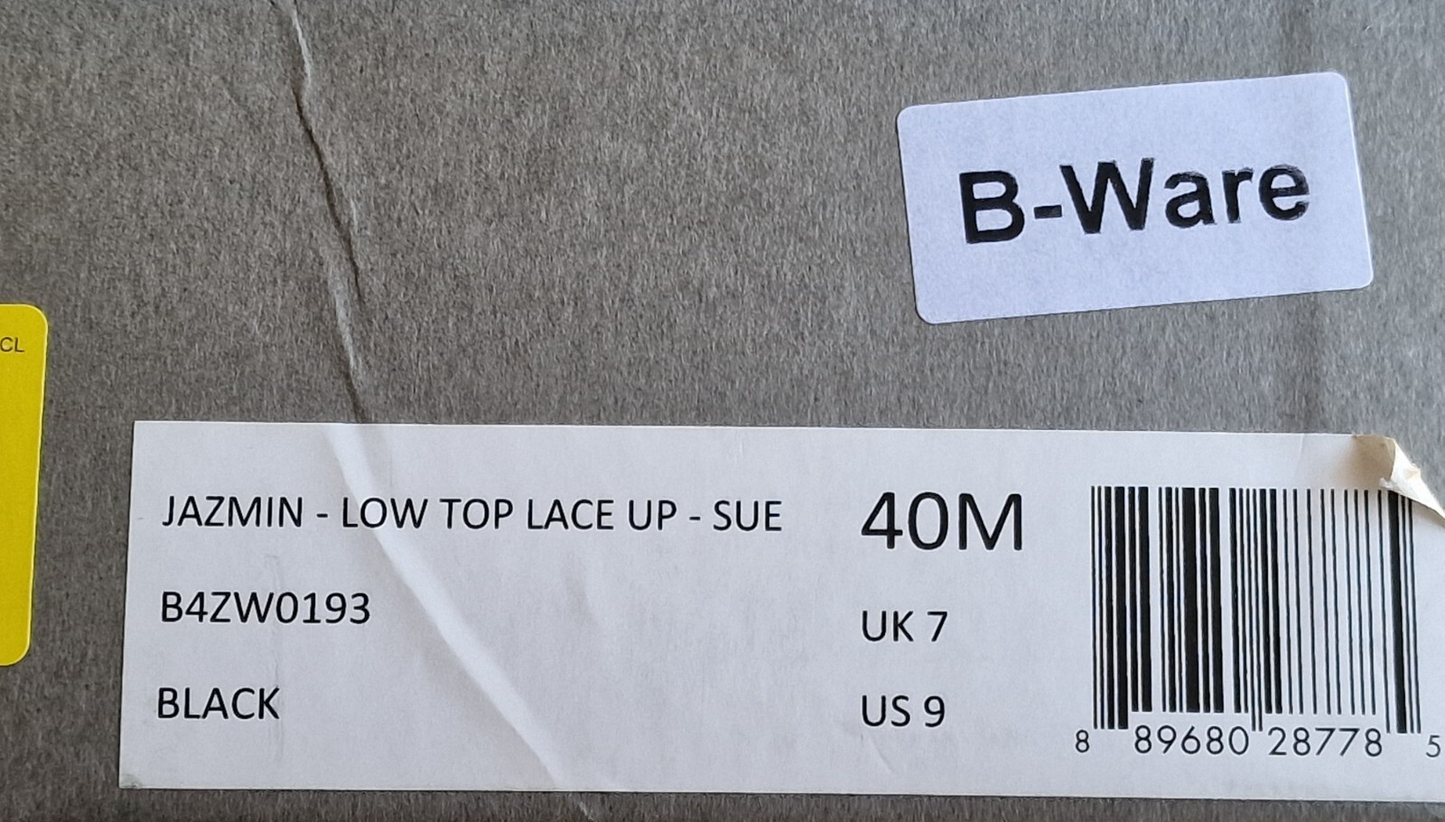 B-Ware
CL
JAZMIN - LOW TOP LACE UP - SUE
40M
B4ZW0193
UK 7
BLACK
US 9
8 89680 28778 5